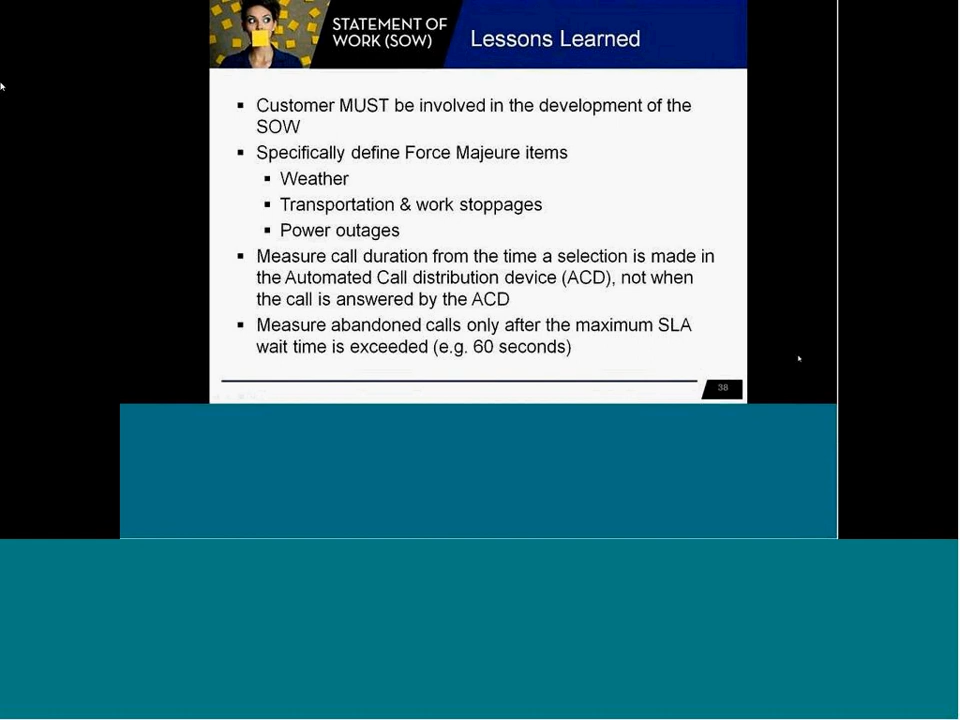 STATEMENT OF
WORK (SOW)
Lessons Learned
▪ Customer MUST be involved in the development of the
SOW
▪ Specifically define Force Majeure items
▪ Weather
▪ Transportation & work stoppages
▪ Power outages
▪ Measure call duration from the time a selection is made in
the Automated Call distribution device (ACD), not when
the call is answered by the ACD
▪ Measure abandoned calls only after the maximum SLA
wait time is exceeded (e.g. 60 seconds)
38